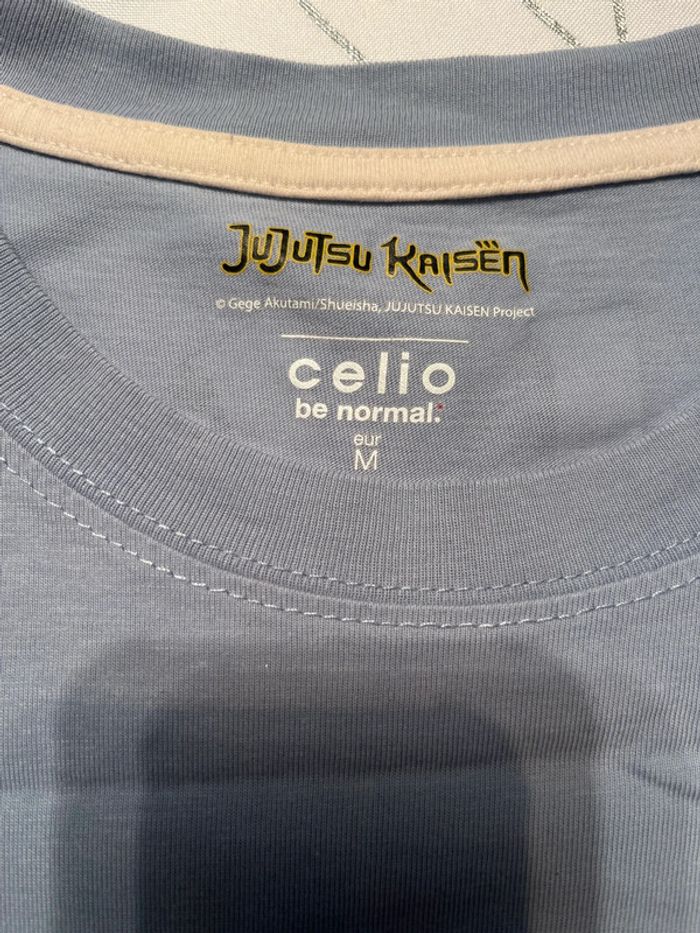 JUJUTSU KAISEN
© Gege Akutami/Shueisha, JUJUTSU KAISEN Project
celio
be normal.
eur
M